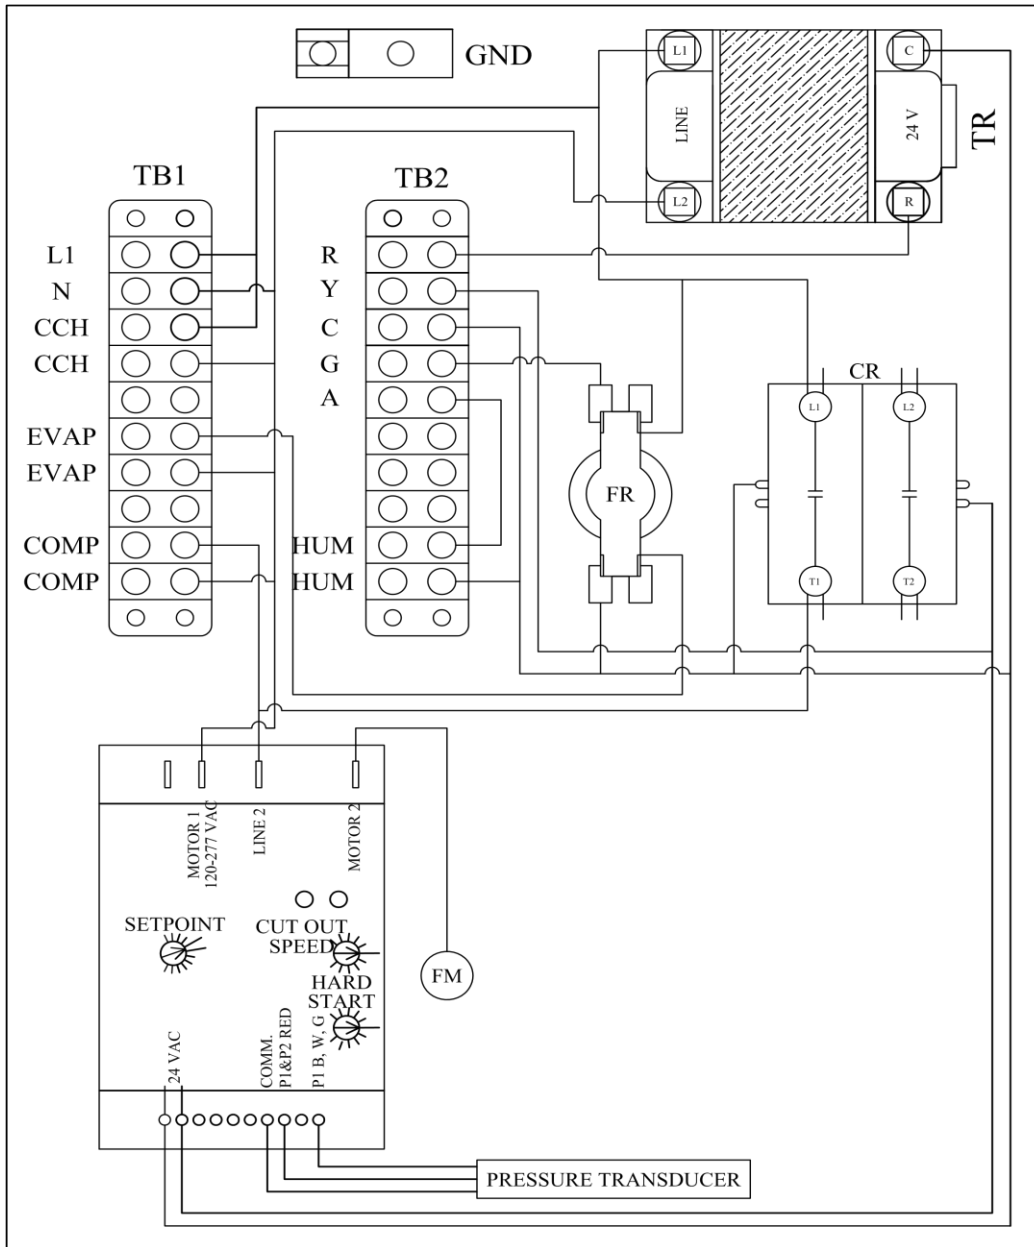 GND
L1
C
LINE
24 V
TR
L2
R
TB1
TB2
L1
N
CCH
CCH
EVAP
EVAP
COMP
COMP
R
Y
C
G
A
HUM
HUM
FR
CR
L1
L2
T1
T2
MOTOR 1
120-277 VAC
LINE 2
MOTOR 2
SETPOINT
CUT OUT
SPEED
HARD
START
FM
24 VAC
COMM.
P1&P2 RED
P1 B, W, G
PRESSURE TRANSDUCER